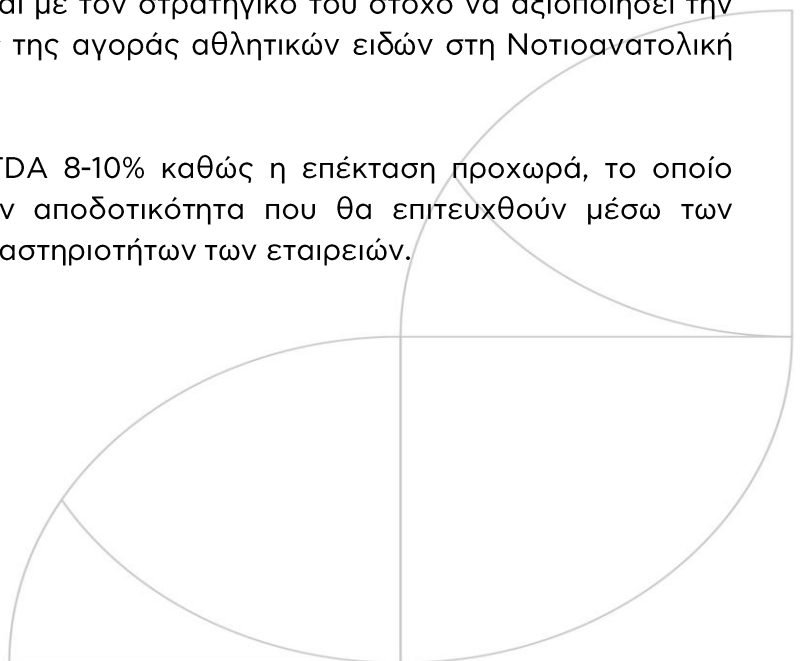 με τον στρατηγικό του στόχο να αξιοποιήσει την
της αγοράς αθλητικών ειδών στη Νοτιοανατολική
TDA 8-10% καθώς η επέκταση προχωρά, το οποίο
ν αποδοτικότητα που θα επιτευχθούν μέσω των
αστηριοτήτων των εταιρειών.